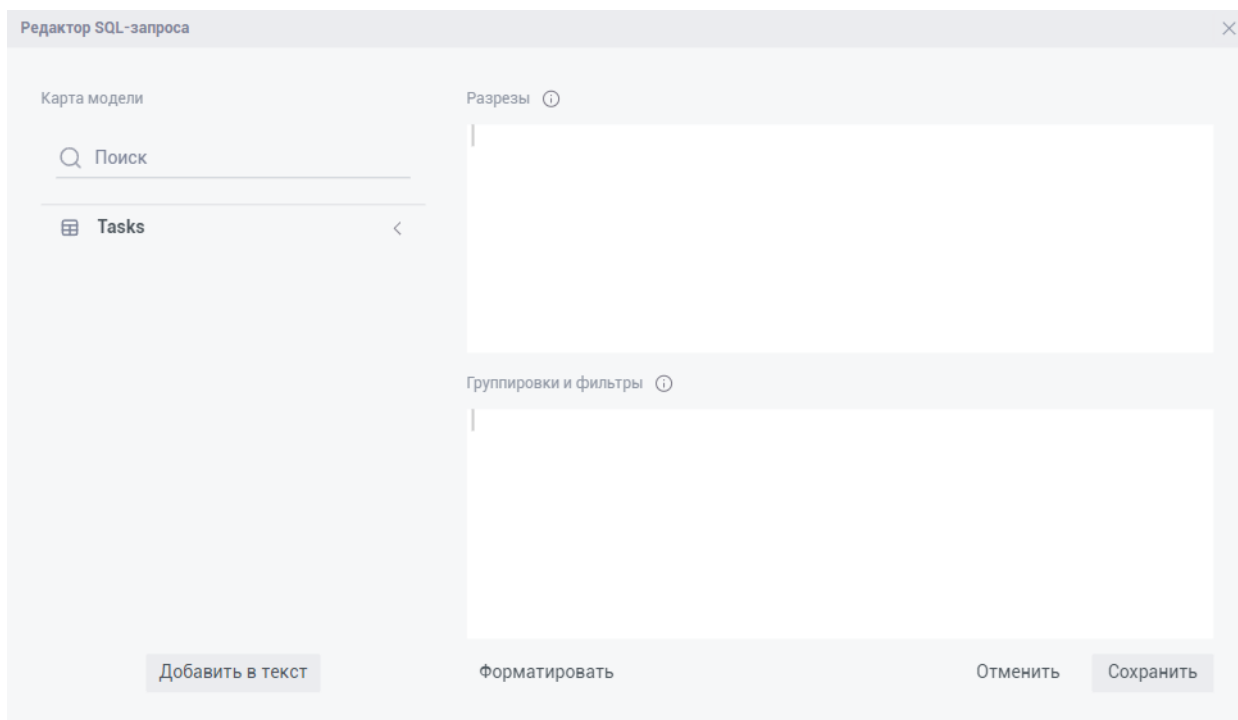 Редактор SQL-запроса
Карта модели
Поиск
Tasks
Добавить в текст
Разрезы
Группировки и фильтры
Форматировать
Отменить
Сохранить